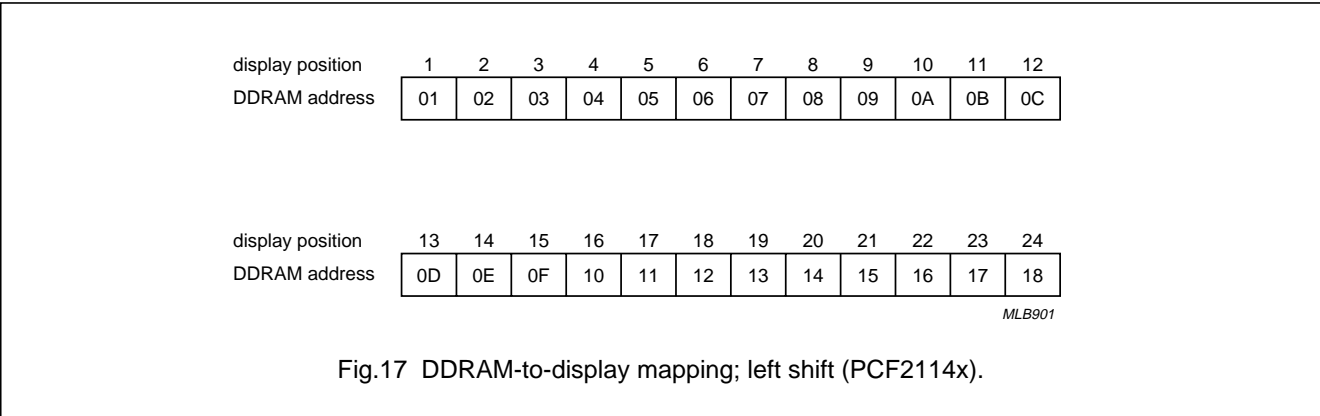 display position 1 2 3 4 5 6 7 8 9 10 11 12
DDRAM address 01 02 03 04 05 06 07 08 09 0A 0B 0C
display position 13 14 15 16 17 18 19 20 21 22 23 24
DDRAM address 0D 0E 0F 10 11 12 13 14 15 16 17 18
MLB901
Fig.17 DDRAM-to-display mapping; left shift (PCF2114x).